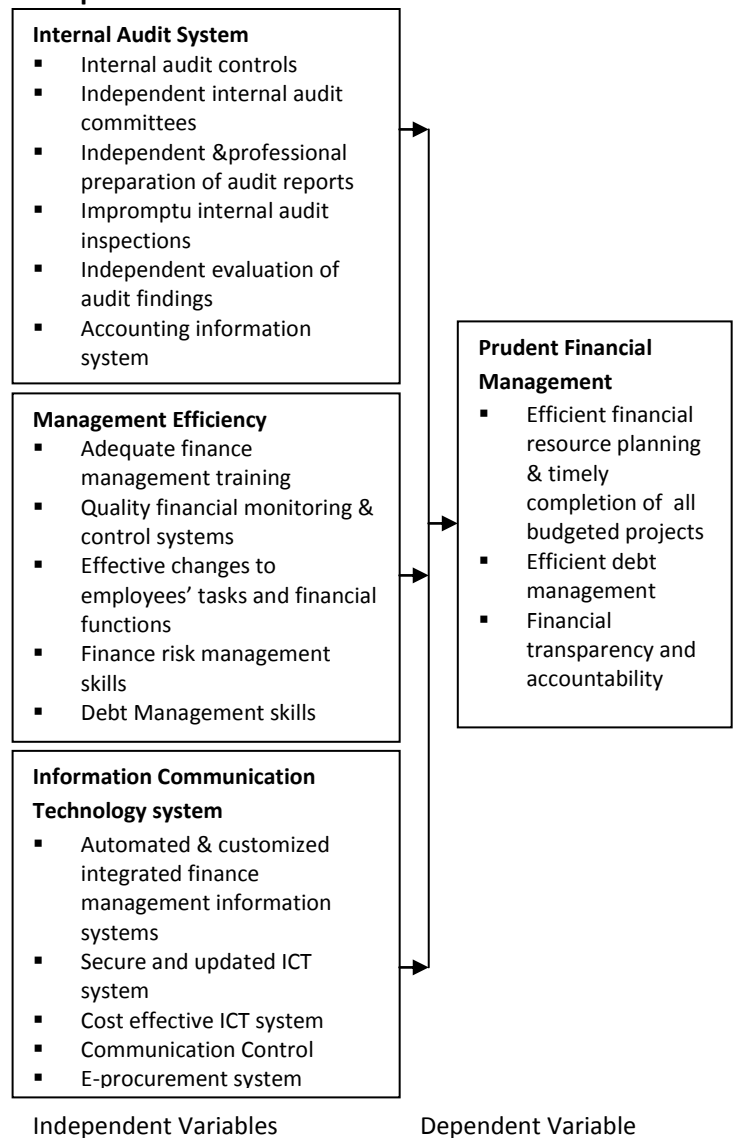 Internal Audit System
▪ Internal audit controls
▪ Independent internal audit
committees
▪ Independent &professional
preparation of audit reports
▪ Impromptu internal audit
inspections
▪ Independent evaluation of
audit findings
▪ Accounting information
system
Management Efficiency
▪ Adequate finance
management training
▪ Quality financial monitoring &
control systems
▪ Effective changes to
employees’ tasks and financial
functions
▪ Finance risk management
skills
▪ Debt Management skills
Information Communication
Technology system
▪ Automated & customized
integrated finance
management information
systems
▪ Secure and updated ICT
system
▪ Cost effective ICT system
▪ Communication Control
▪ E-procurement system
Prudent Financial
Management
▪ Efficient financial
resource planning
& timely
completion of all
budgeted projects
▪ Efficient debt
management
▪ Financial
transparency and
accountability
Independent Variables
Dependent Variable